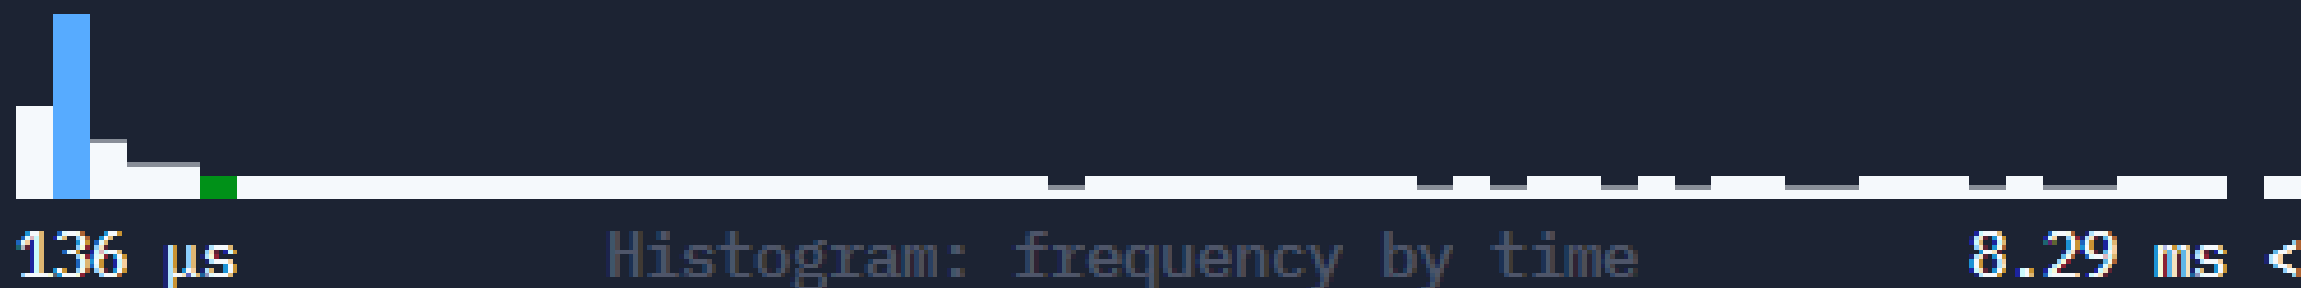 136 μs Histogram: frequency by time 8.29 ms <